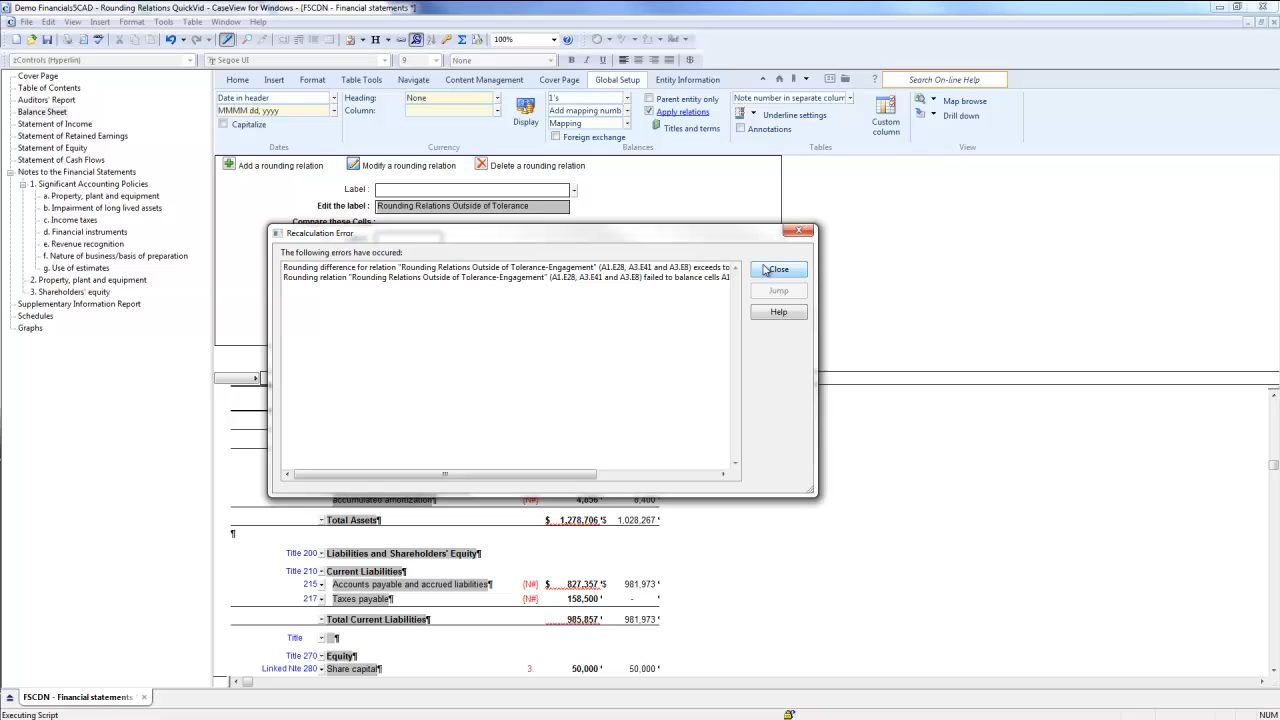 Demo Financials5CAD - Rounding Relations QuickVid - CaseView for Windows - [FSCDN - Financial statements *]
File Edit View Insert Format Tools Table Window Help
100%
zControls (Hyperlin) Segoe UI 9 None B I U
Home Insert Format Table Tools Navigate Content Management Cover Page Global Setup Entity Information ? Search On-line Help
Date in header Heading: None 1's Parent entity only Note number in separate column Map browse
MMMM dd, yyyy Column: Display Add mapping numb Apply relations Underline settings Custom column Drill down
Capitalize Mapping Titles and terms Annotations
Foreign exchange
Dates Currency Balances Tables View
Cover Page
Table of Contents
Auditors' Report
Balance Sheet
Statement of Income
Statement of Retained Earnings
Statement of Equity
Statement of Cash Flows
Notes to the Financial Statements
1. Significant Accounting Policies
a. Property, plant and equipment
b. Impairment of long lived assets
c. Income taxes
d. Financial instruments
e. Revenue recognition
f. Nature of business/basis of preparation
g. Use of estimates
2. Property, plant and equipment
3. Shareholders' equity
Supplementary Information Report
Schedules
Graphs
Add a rounding relation Modify a rounding relation Delete a rounding relation
Label :
Edit the label : Rounding Relations Outside of Tolerance
Compare these Cells :
Recalculation Error
The following errors have occured:
Rounding difference for relation "Rounding Relations Outside of Tolerance-Engagement" (A1.E28, A3.E41 and A3.E8) exceeds to
Rounding relation "Rounding Relations Outside of Tolerance-Engagement" (A1.E28, A3.E41 and A3.E8) failed to balance cells A1
Close
Jump
Help
accumulated amortization¶ {N#} 4,856 8,400
Total Assets¶ $ 1,278,706 $ 1,028,267
¶
Title 200 Liabilities and Shareholders' Equity¶
Title 210 Current Liabilities¶
215 Accounts payable and accrued liabilities¶ {N#} $ 827,357 $ 981,973
217 Taxes payable¶ {N#} 158,500 -
Total Current Liabilities¶ 985,857 981,973
Title ¶
Title 270 Equity¶
Linked Nte 280 Share capital¶ 3. 50,000 50,000
FSCDN - Financial statements
Executing Script NUM